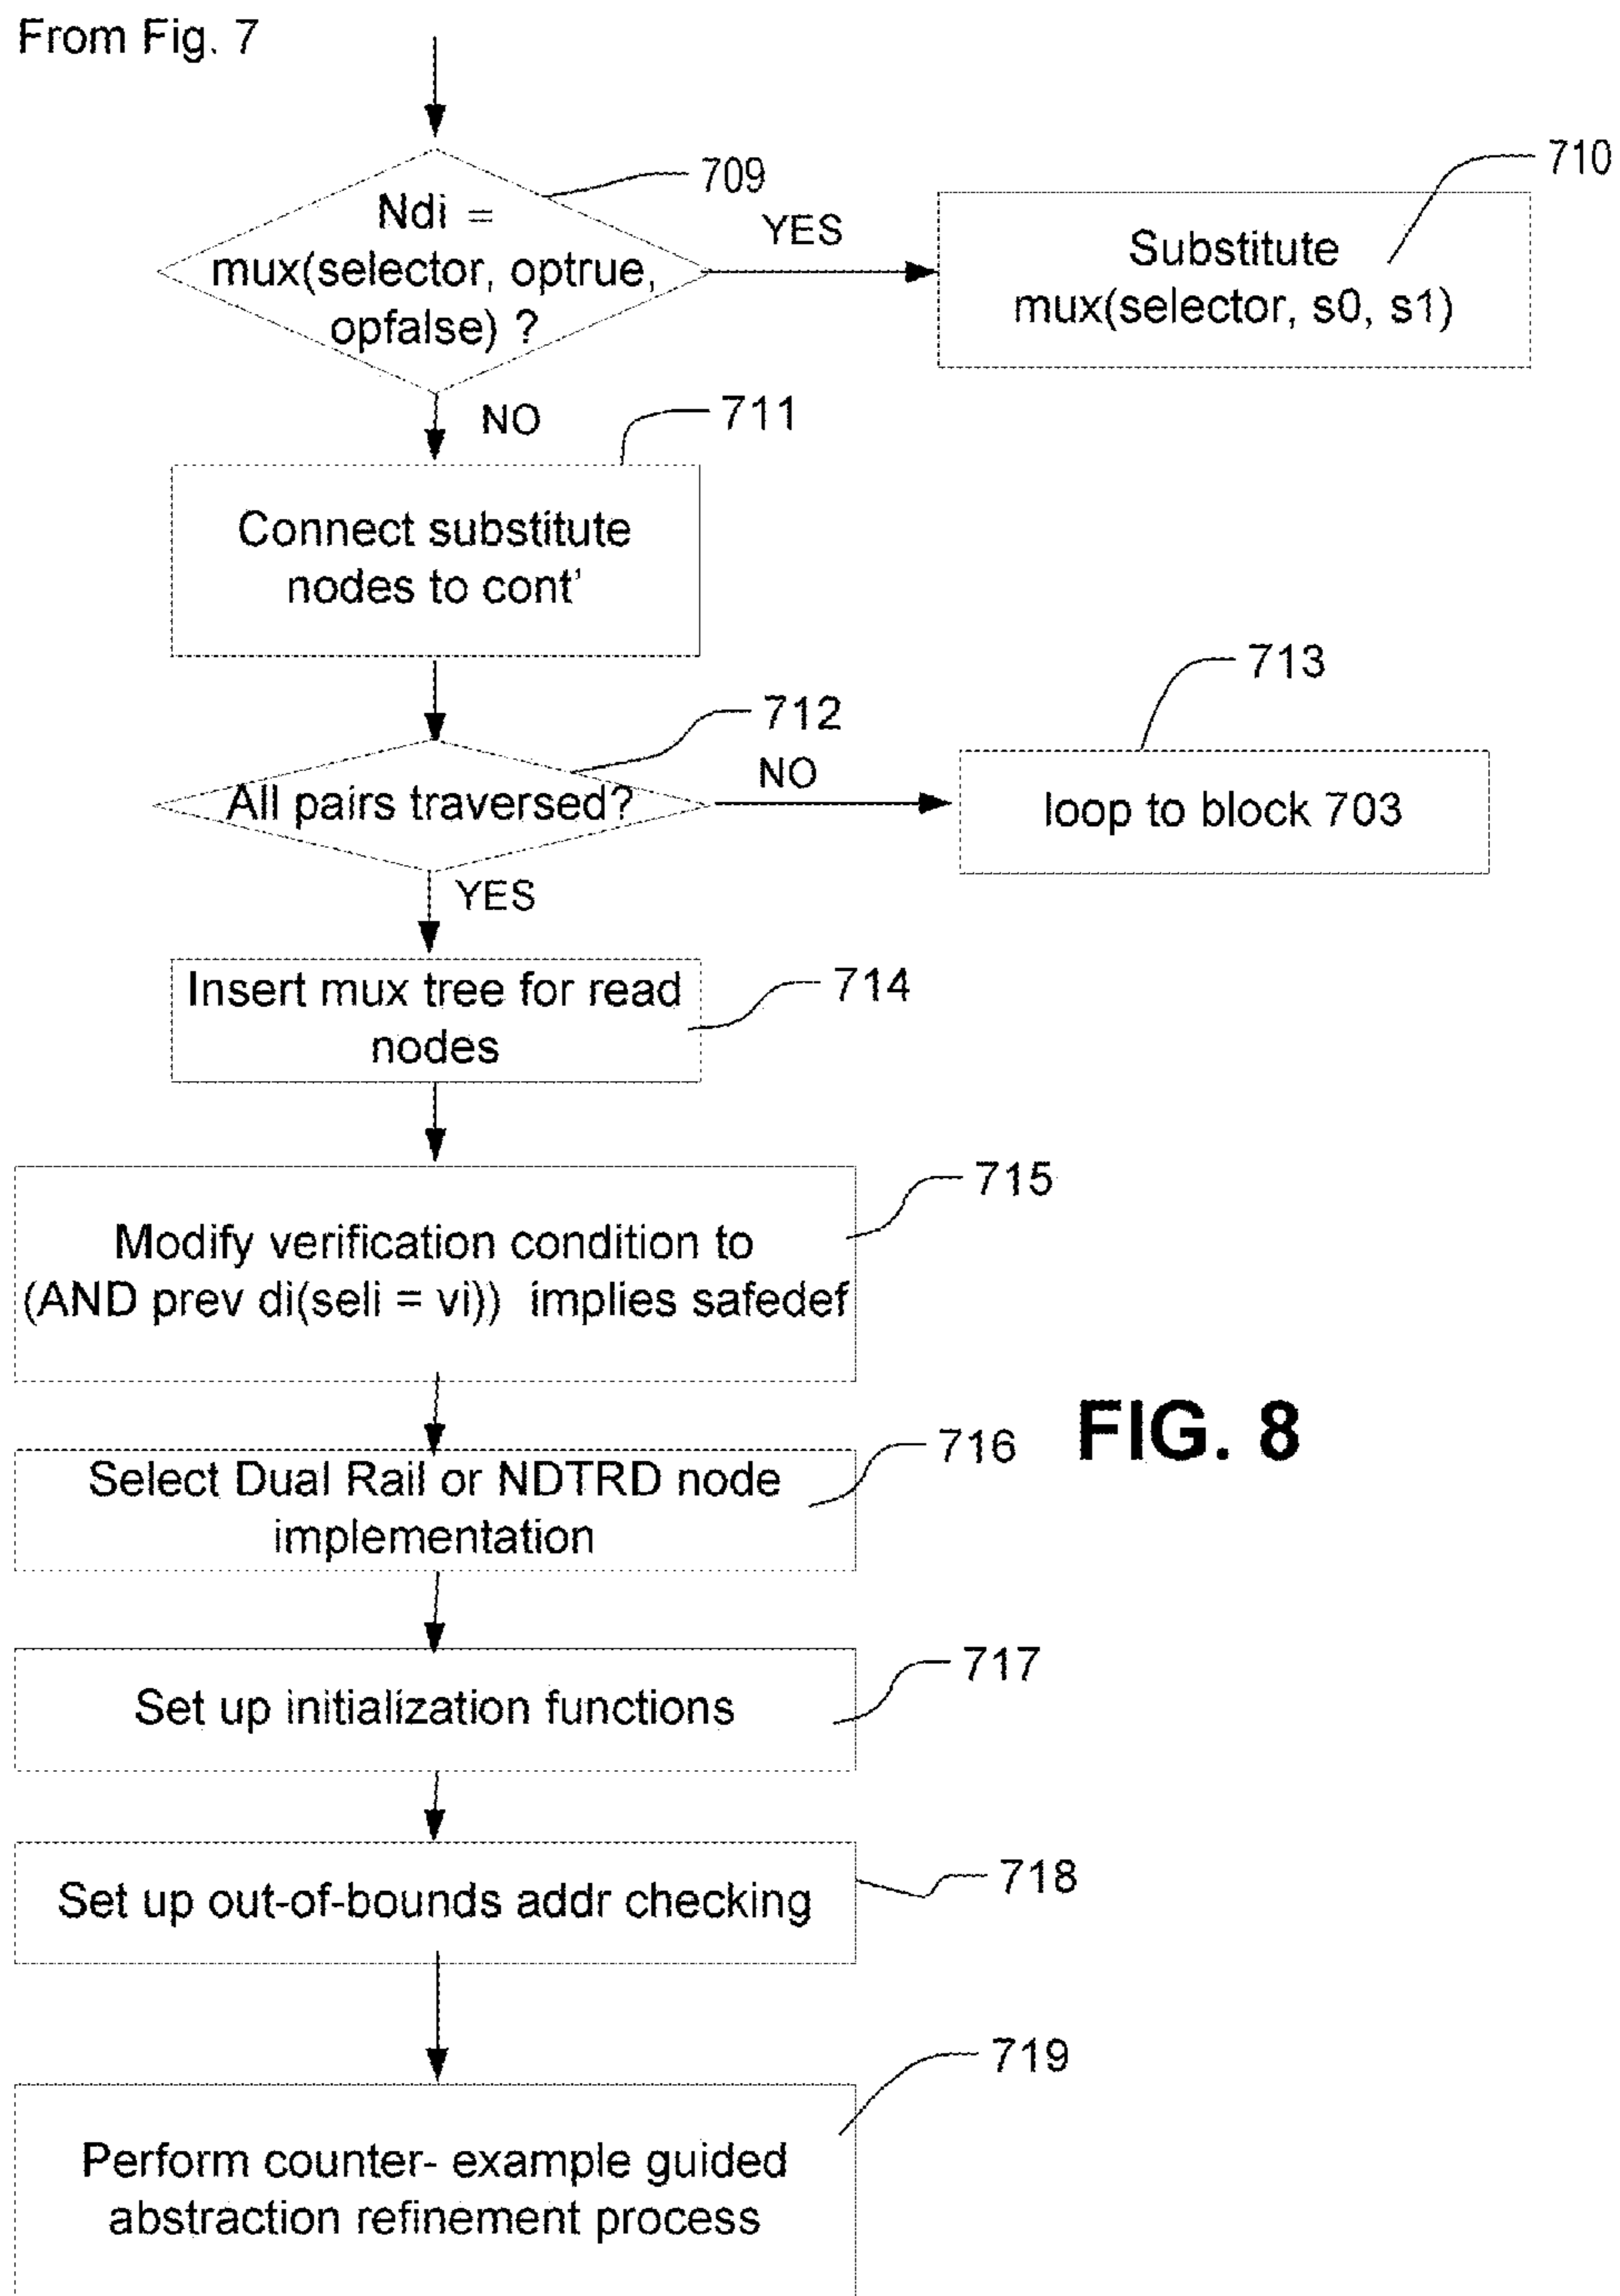 From Fig. 7
709
710
Ndi =
mux(selector, optrue,
opfalse) ?
YES
Substitute
mux(selector, s0, s1)
NO
711
Connect substitute
nodes to cont'
713
712
All pairs traversed?
NO
loop to block 703
YES
Insert mux tree for read
nodes
714
715
Modify verification condition to
(AND prev di(seli = vi))  implies safedef
716
FIG. 8
Select Dual Rail or NDTRD node
implementation
717
Set up initialization functions
718
Set up out-of-bounds addr checking
719
Perform counter- example guided
abstraction refinement process